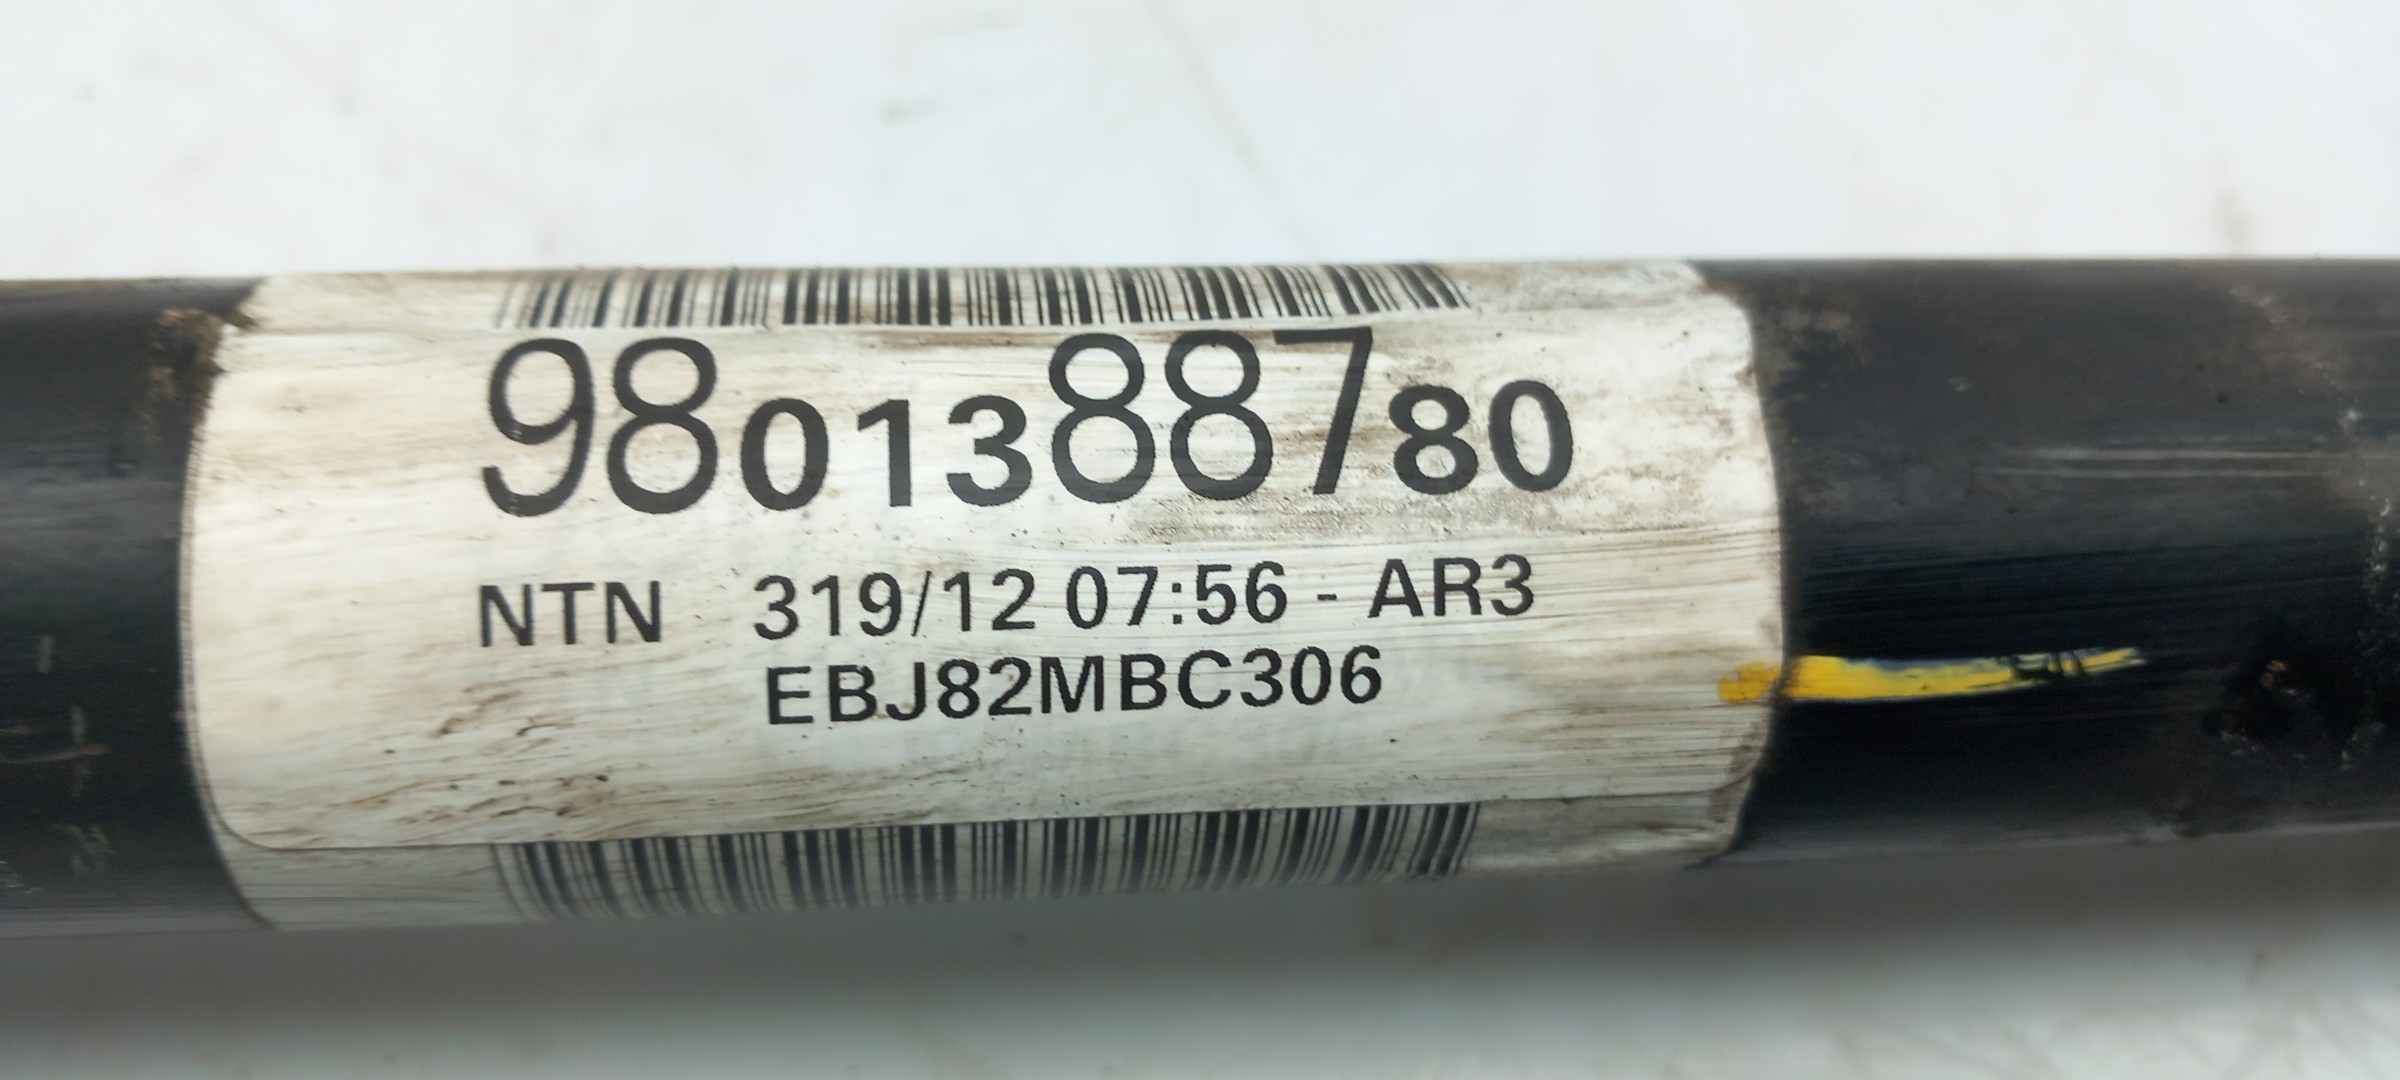 9801388780
NTN 319/12 07:56 - AR3
EBJ82MBC306